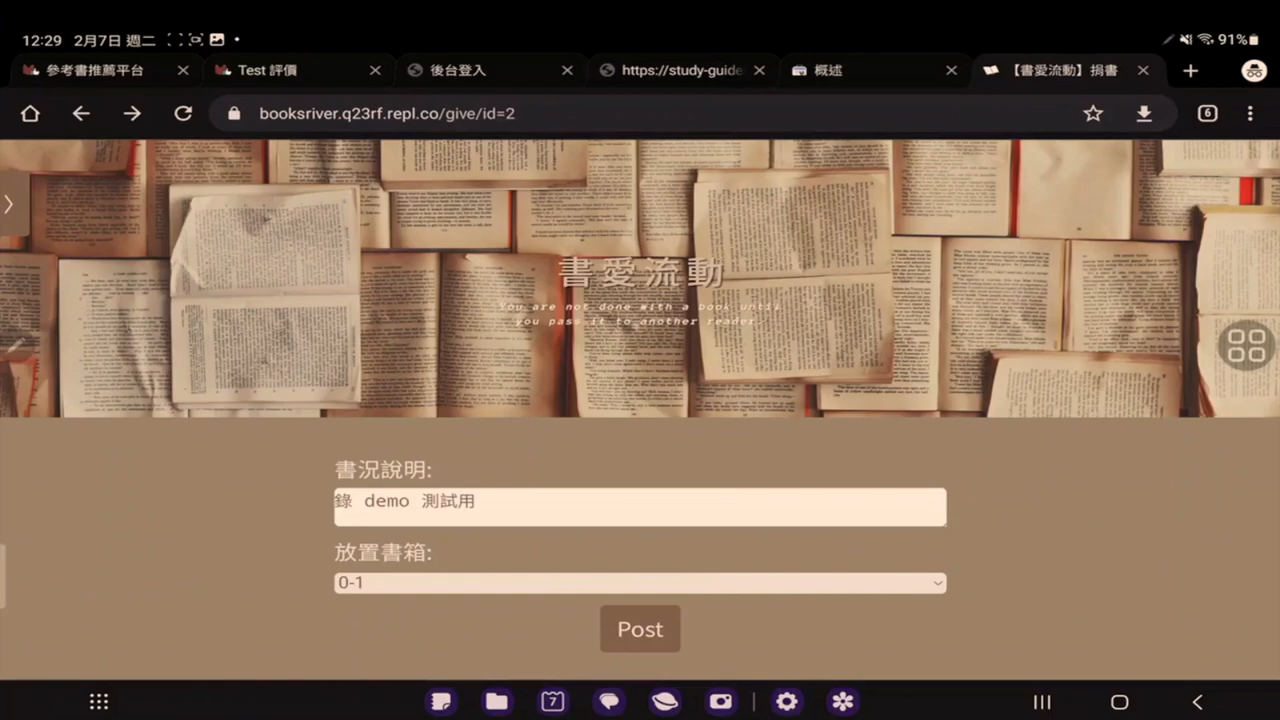 12:29 2月7日 週二
91%
參考書推薦平台
Test 評價
後台登入
https://study-guide
概述
【書愛流動】捐書
booksriver.q23rf.repl.co/give/id=2
6
書愛流動
You are not done with a book until
you pass it to another reader
書況說明:
錄 demo 測試用
放置書箱:
0-1
Post
7